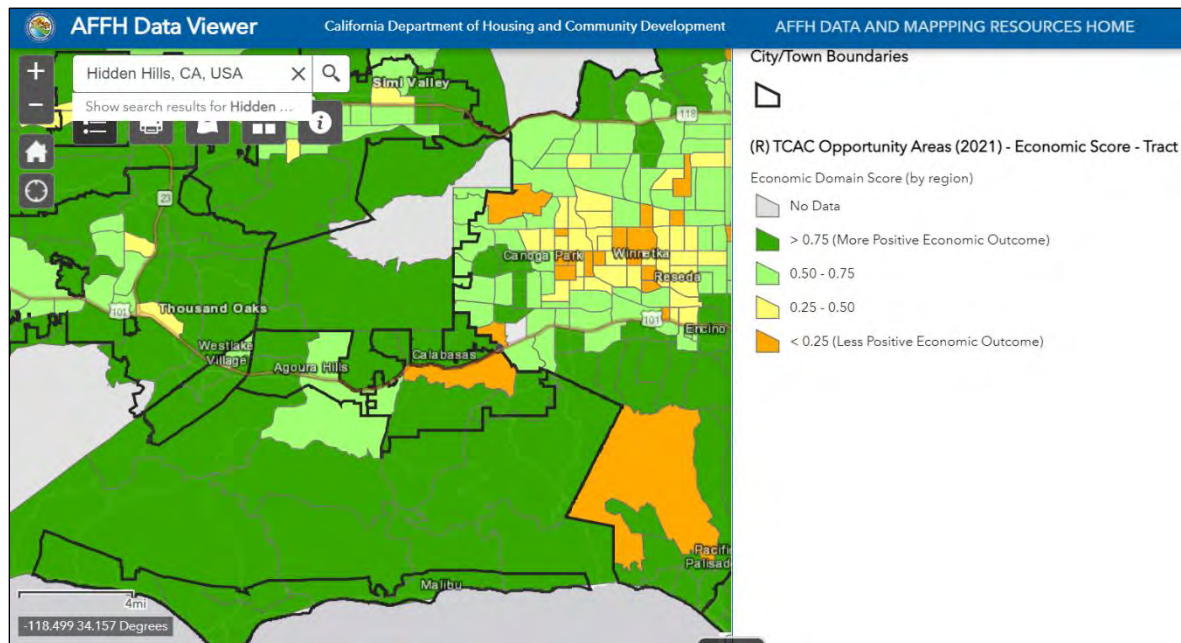 AFFH Data Viewer
California Department of Housing and Community Development
AFFH DATA AND MAPPPING RESOURCES HOME
+
Hidden Hills, CA, USA
−
Show search results for Hidden ...
Simi Valley
118
23
Canoga Park
Winnetka
Reseda
101
Thousand Oaks
101
Encino
Westlake
Village
Agoura Hills
Calabasas
Pacific
Palisad
Malibu
4mi
-118.499 34.157 Degrees
City/Town Boundaries
(R) TCAC Opportunity Areas (2021) - Economic Score - Tract
Economic Domain Score (by region)
No Data
> 0.75 (More Positive Economic Outcome)
0.50 - 0.75
0.25 - 0.50
< 0.25 (Less Positive Economic Outcome)